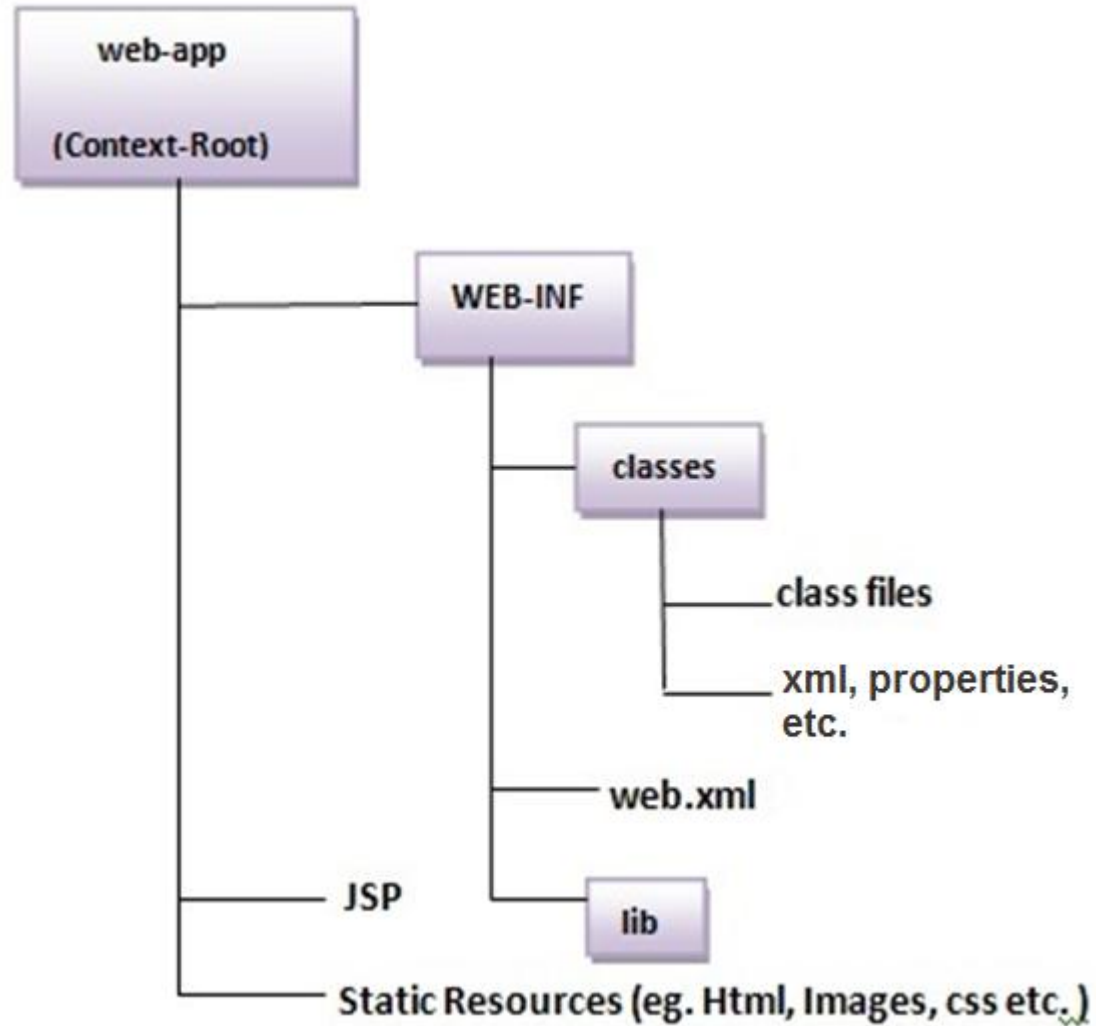 web-app
(Context-Root)
WEB-INF
classes
class files
xml, properties,
etc.
web.xml
JSP
lib
Static Resources (eg. Html, Images, css etc. )